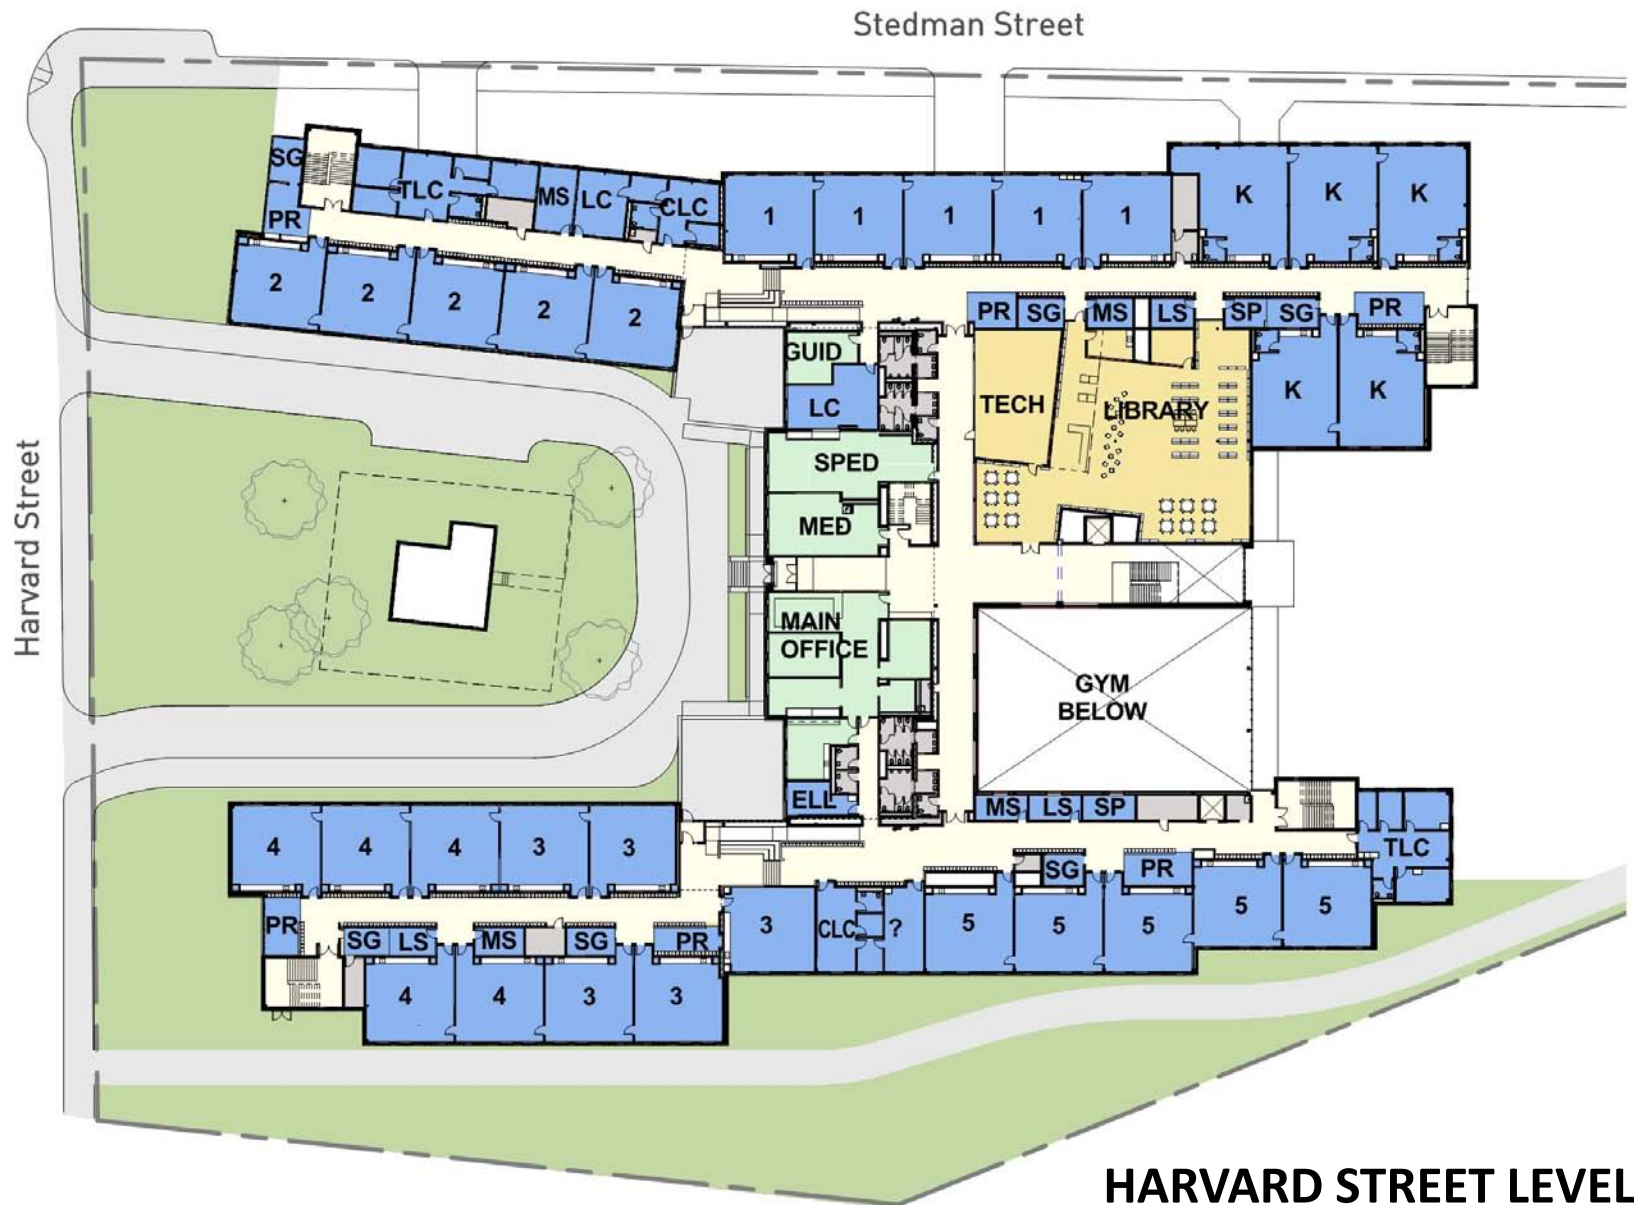 Stedman Street
Harvard Street
SG
TLC
MS
LC
CLC
PR
1
1
1
1
1
K
K
K
2
2
2
2
2
PR
SG
MS
LS
SP
SG
PR
GUID
LC
TECH
LIBRARY
K
K
SPED
MED
MAIN
OFFICE
GYM
BELOW
ELL
MS
LS
SP
4
4
4
3
3
TLC
SG
PR
PR
SG
LS
MS
SG
PR
3
CLC
?
5
5
5
5
5
4
4
3
3
HARVARD STREET LEVEL